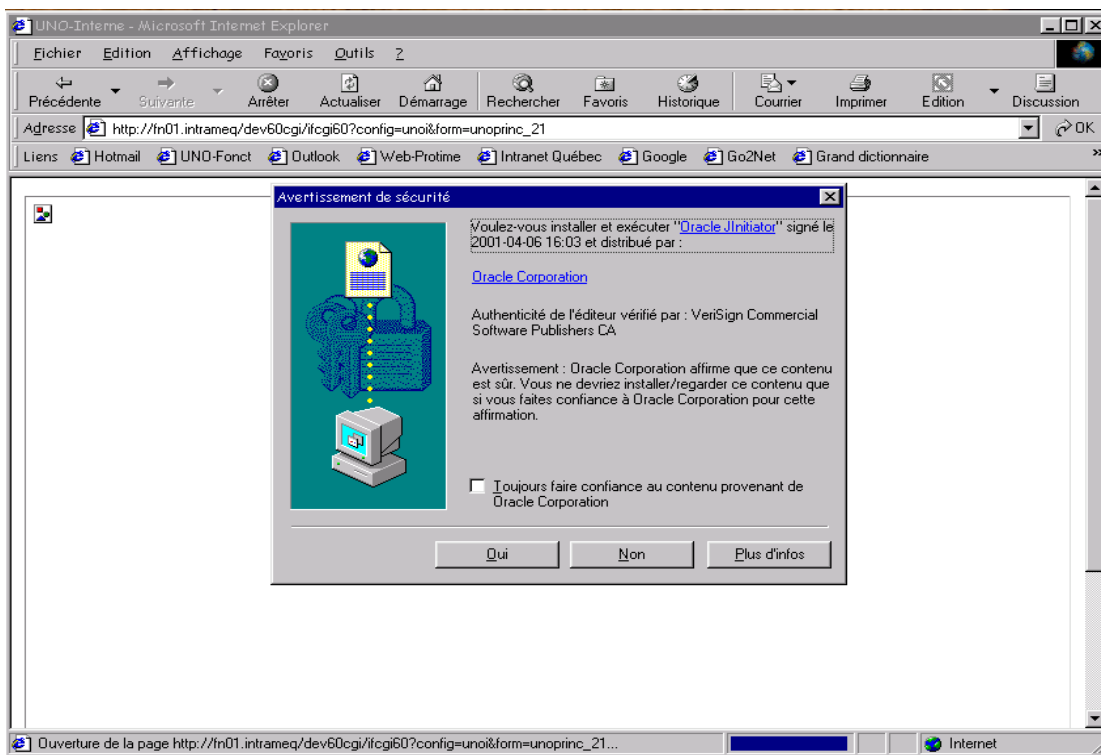 UNO-Interne - Microsoft Internet Explorer
Fichier Edition Affichage Favoris Outils ?
Précédente Suivante Arrêter Actualiser Démarrage Rechercher Favoris Historique Courrier Imprimer Edition Discussion
Adresse http://fn01.intrameq/dev60cgi/ifcgi60?config=unoi&form=unoprinc_21 OK
Liens Hotmail UNO-Fonct Outlook Web-Protime Intranet Québec Google Go2Net Grand dictionnaire »
Avertissement de sécurité
Voulez-vous installer et exécuter "Oracle JInitiator" signé le
2001-04-06 16:03 et distribué par :
Oracle Corporation
Authenticité de l'éditeur vérifié par : VeriSign Commercial
Software Publishers CA
Avertissement : Oracle Corporation affirme que ce contenu
est sûr. Vous ne devriez installer/regarder ce contenu que
si vous faites confiance à Oracle Corporation pour cette
affirmation.
Toujours faire confiance au contenu provenant de
Oracle Corporation
Oui Non Plus d'infos
Ouverture de la page http://fn01.intrameq/dev60cgi/ifcgi60?config=unoi&form=unoprinc_21... Internet